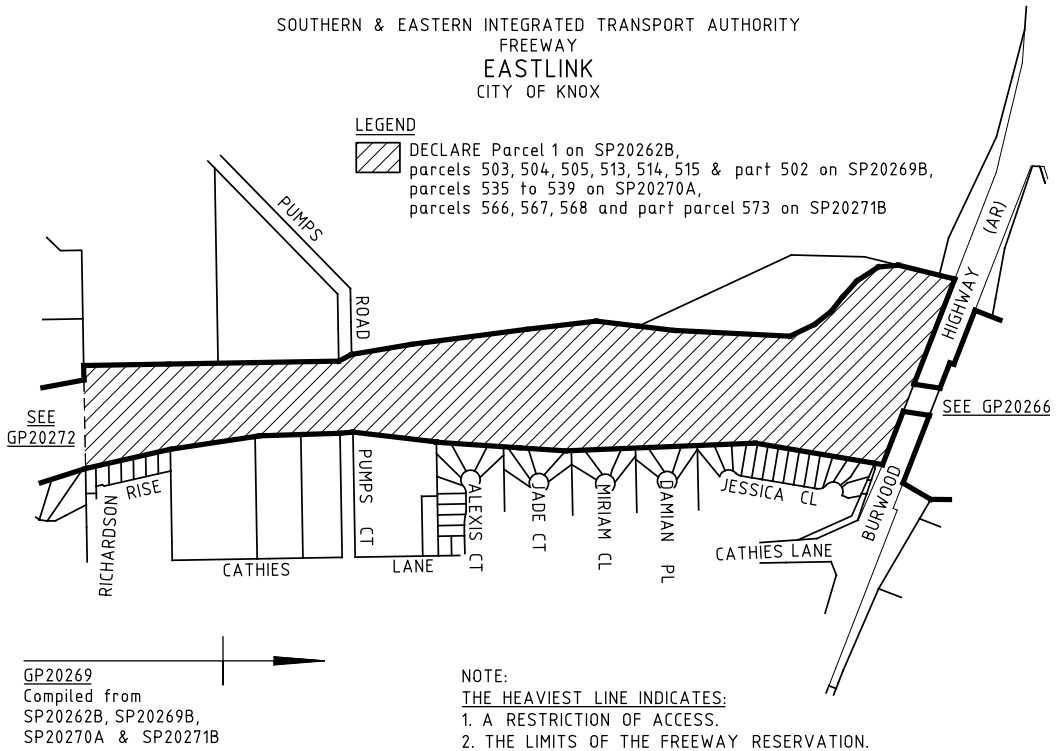 SOUTHERN & EASTERN INTEGRATED TRANSPORT AUTHORITY
FREEWAY
EASTLINK
CITY OF KNOX
LEGEND
DECLARE Parcel 1 on SP20262B,
parcels 503, 504, 505, 513, 514, 515 & part 502 on SP20269B,
parcels 535 to 539 on SP20270A,
parcels 566, 567, 568 and part parcel 573 on SP20271B
PUMPS
ROAD
(AR)
HIGHWAY
SEE
GP20272
SEE GP20266
RISE
RICHARDSON
PUMPS CT
ALEXIS CT
JADE CT
MIRIAM CL
DAMIAN PL
JESSICA CL
BURWOOD
CATHIES LANE
CATHIES
LANE
GP20269
Compiled from
SP20262B, SP20269B,
SP20270A & SP20271B
NOTE:
THE HEAVIEST LINE INDICATES:
1. A RESTRICTION OF ACCESS.
2. THE LIMITS OF THE FREEWAY RESERVATION.